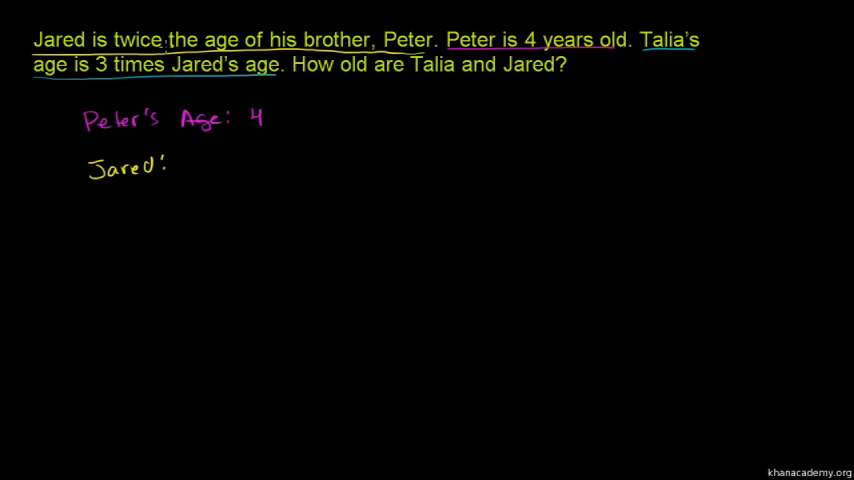 Jared is twice the age of his brother, Peter. Peter is 4 years old. Talia's
age is 3 times Jared's age. How old are Talia and Jared?
Peter's Age: 4
Jared'
khanacademy.org